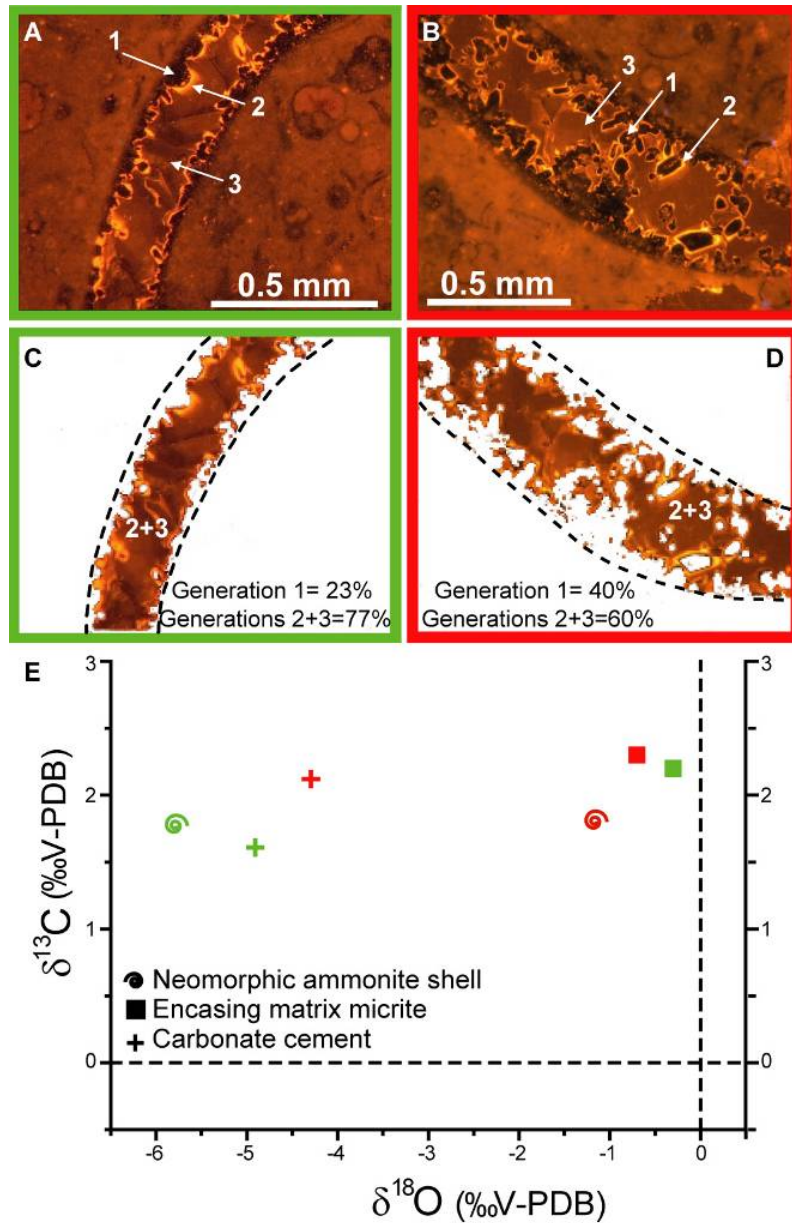 A
1
2
3
0.5 mm
B
3
1
2
0.5 mm
C
2+3
Generation 1= 23%
Generations 2+3=77%
D
2+3
Generation 1= 40%
Generations 2+3=60%
E
3
2
1
0
δ13C (‰V-PDB)
3
2
1
0
Neomorphic ammonite shell
Encasing matrix micrite
Carbonate cement
-6 -5 -4 -3 -2 -1 0
δ18O (‰V-PDB)